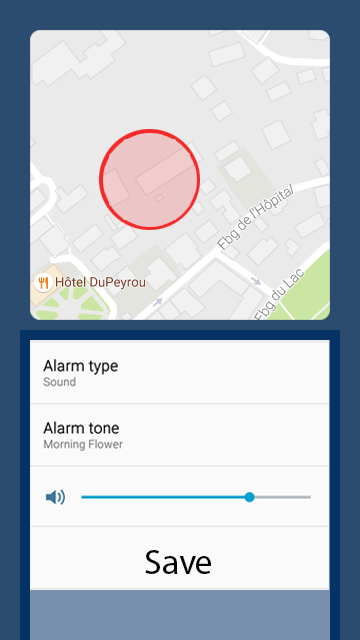 Fbg de l'Hôpital
Fbg du Lac
Hôtel DuPeyrou
Alarm type
Sound
Alarm tone
Morning Flower
Save